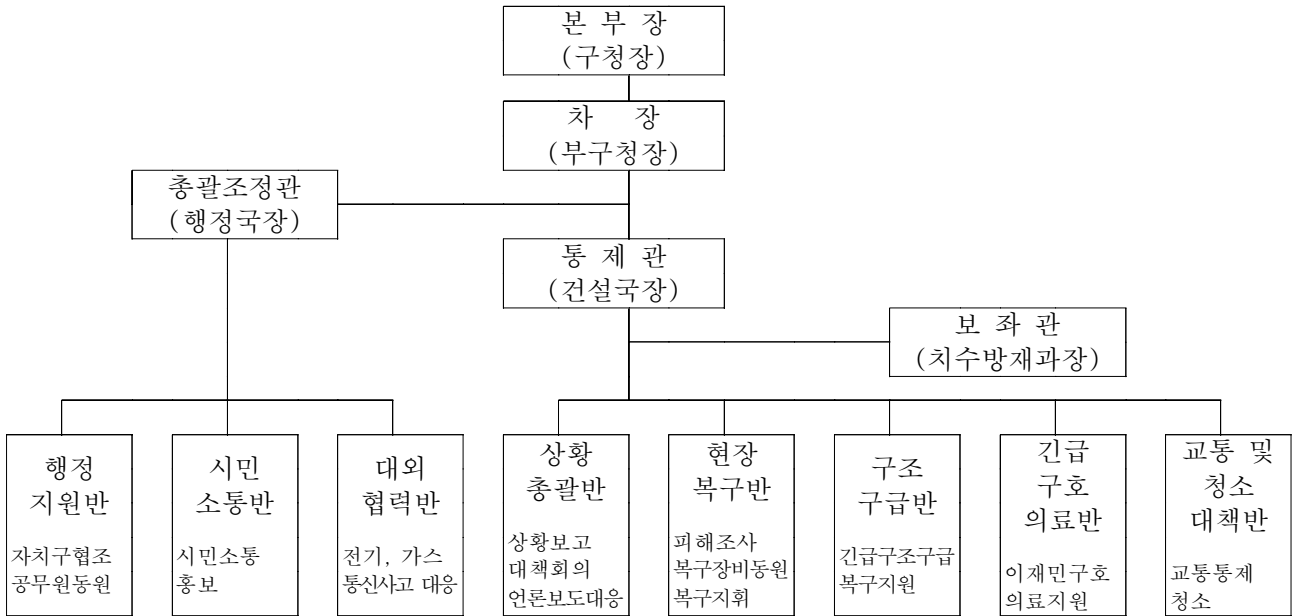 본 부 장
(구청장)
차 장
(부구청장)
총괄조정관
(행정국장)
통 제 관
(건설국장)
보 좌 관
(치수방재과장)
행정
지원반
자치구협조
공무원동원
시민
소통반
시민소통
홍보
대외
협력반
전기, 가스
통신사고 대응
상황
총괄반
상황보고
대책회의
언론보도대응
현장
복구반
피해조사
복구장비동원
복구지휘
구조
구급반
긴급구조구급
복구지원
긴급
구호
의료반
이재민구호
의료지원
교통 및
청소
대책반
교통통제
청소